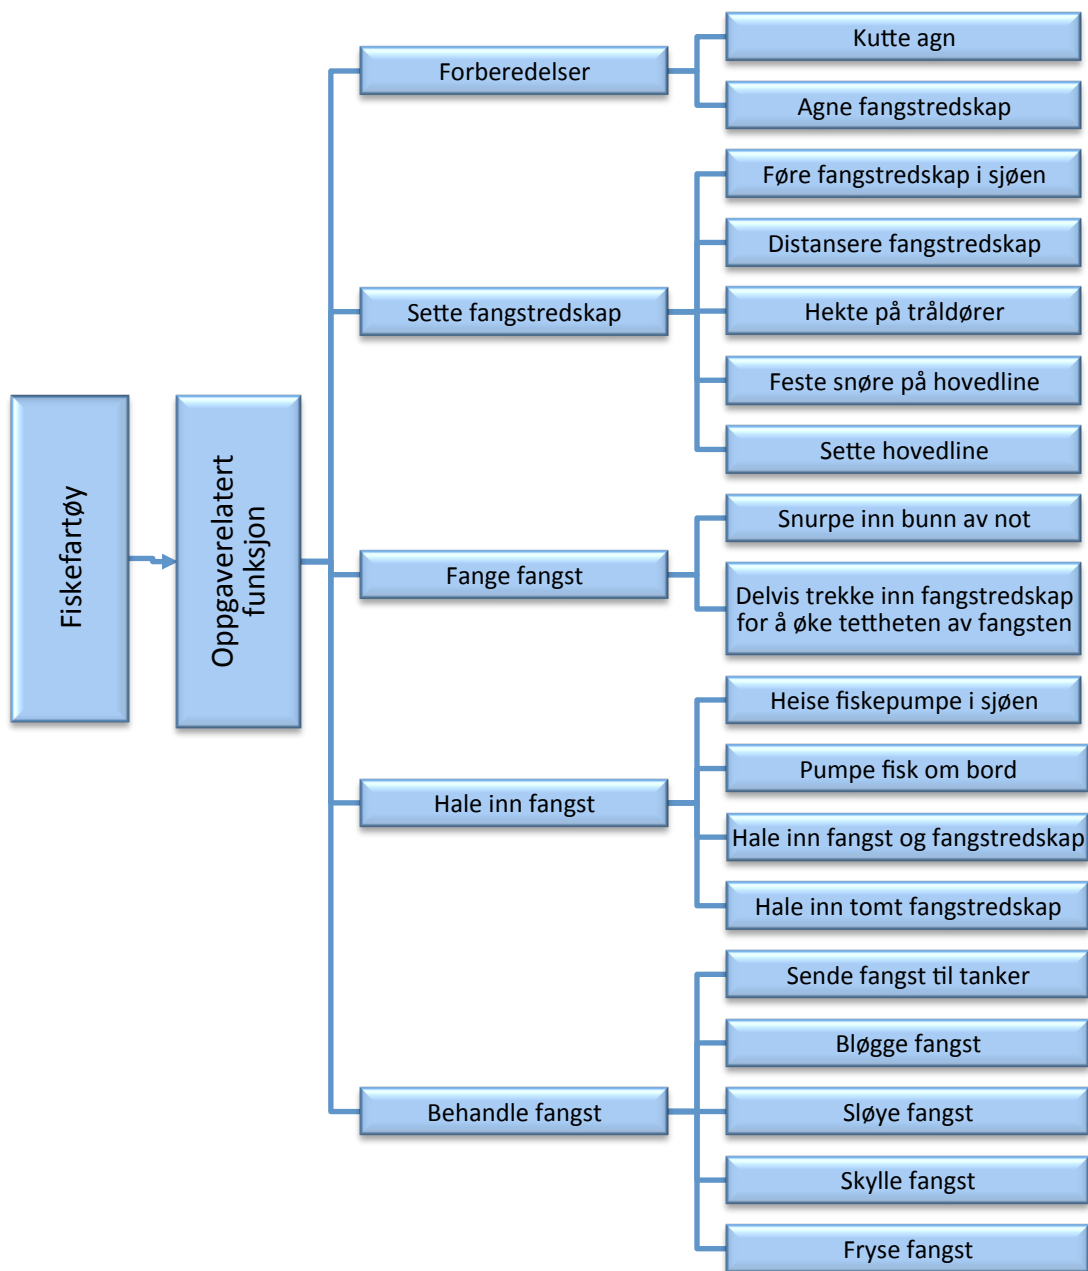 Fiskefartøy
Oppgaverelatert
funksjon
Forberedelser
Kutte agn
Agne fangstredskap
Sette fangstredskap
Føre fangstredskap i sjøen
Distansere fangstredskap
Hekte på tråldører
Feste snøre på hovedline
Sette hovedline
Fange fangst
Snurpe inn bunn av not
Delvis trekke inn fangstredskap
for å øke tettheten av fangsten
Hale inn fangst
Heise fiskepumpe i sjøen
Pumpe fisk om bord
Hale inn fangst og fangstredskap
Hale inn tomt fangstredskap
Behandle fangst
Sende fangst til tanker
Bløgge fangst
Sløye fangst
Skylle fangst
Fryse fangst